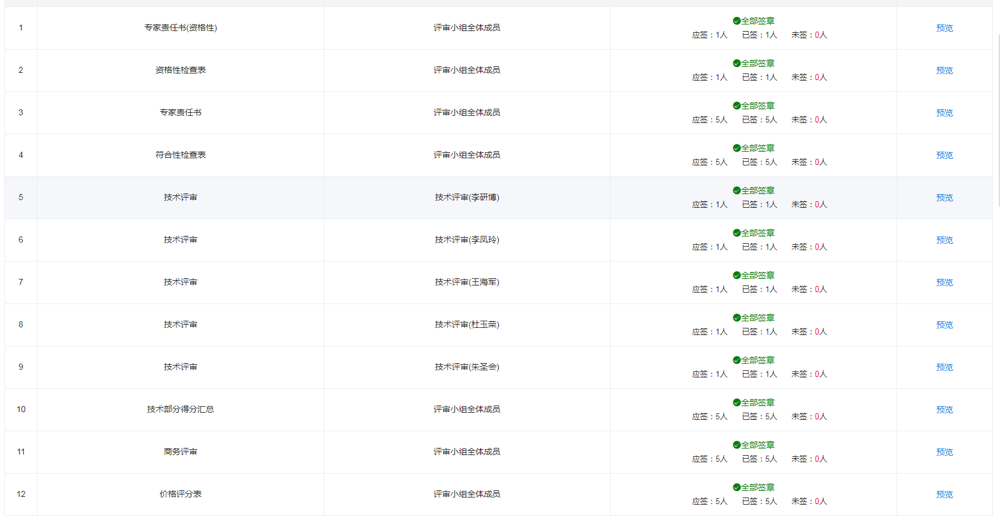 1 专家责任书(资格性) 评审小组全体成员 全部签章 预览
应签：1人 已签：1人 未签：0人
2 资格性检查表 评审小组全体成员 全部签章 预览
应签：1人 已签：1人 未签：0人
3 专家责任书 评审小组全体成员 全部签章 预览
应签：5人 已签：5人 未签：0人
4 符合性检查表 评审小组全体成员 全部签章 预览
应签：5人 已签：5人 未签：0人
5 技术评审 技术评审(李研博) 全部签章 预览
应签：1人 已签：1人 未签：0人
6 技术评审 技术评审(李凤玲) 全部签章 预览
应签：1人 已签：1人 未签：0人
7 技术评审 技术评审(王海军) 全部签章 预览
应签：1人 已签：1人 未签：0人
8 技术评审 技术评审(杜玉荣) 全部签章 预览
应签：1人 已签：1人 未签：0人
9 技术评审 技术评审(朱圣会) 全部签章 预览
应签：1人 已签：1人 未签：0人
10 技术部分得分汇总 评审小组全体成员 全部签章 预览
应签：5人 已签：5人 未签：0人
11 商务评审 评审小组全体成员 全部签章 预览
应签：5人 已签：5人 未签：0人
12 价格评分表 评审小组全体成员 全部签章 预览
应签：5人 已签：5人 未签：0人